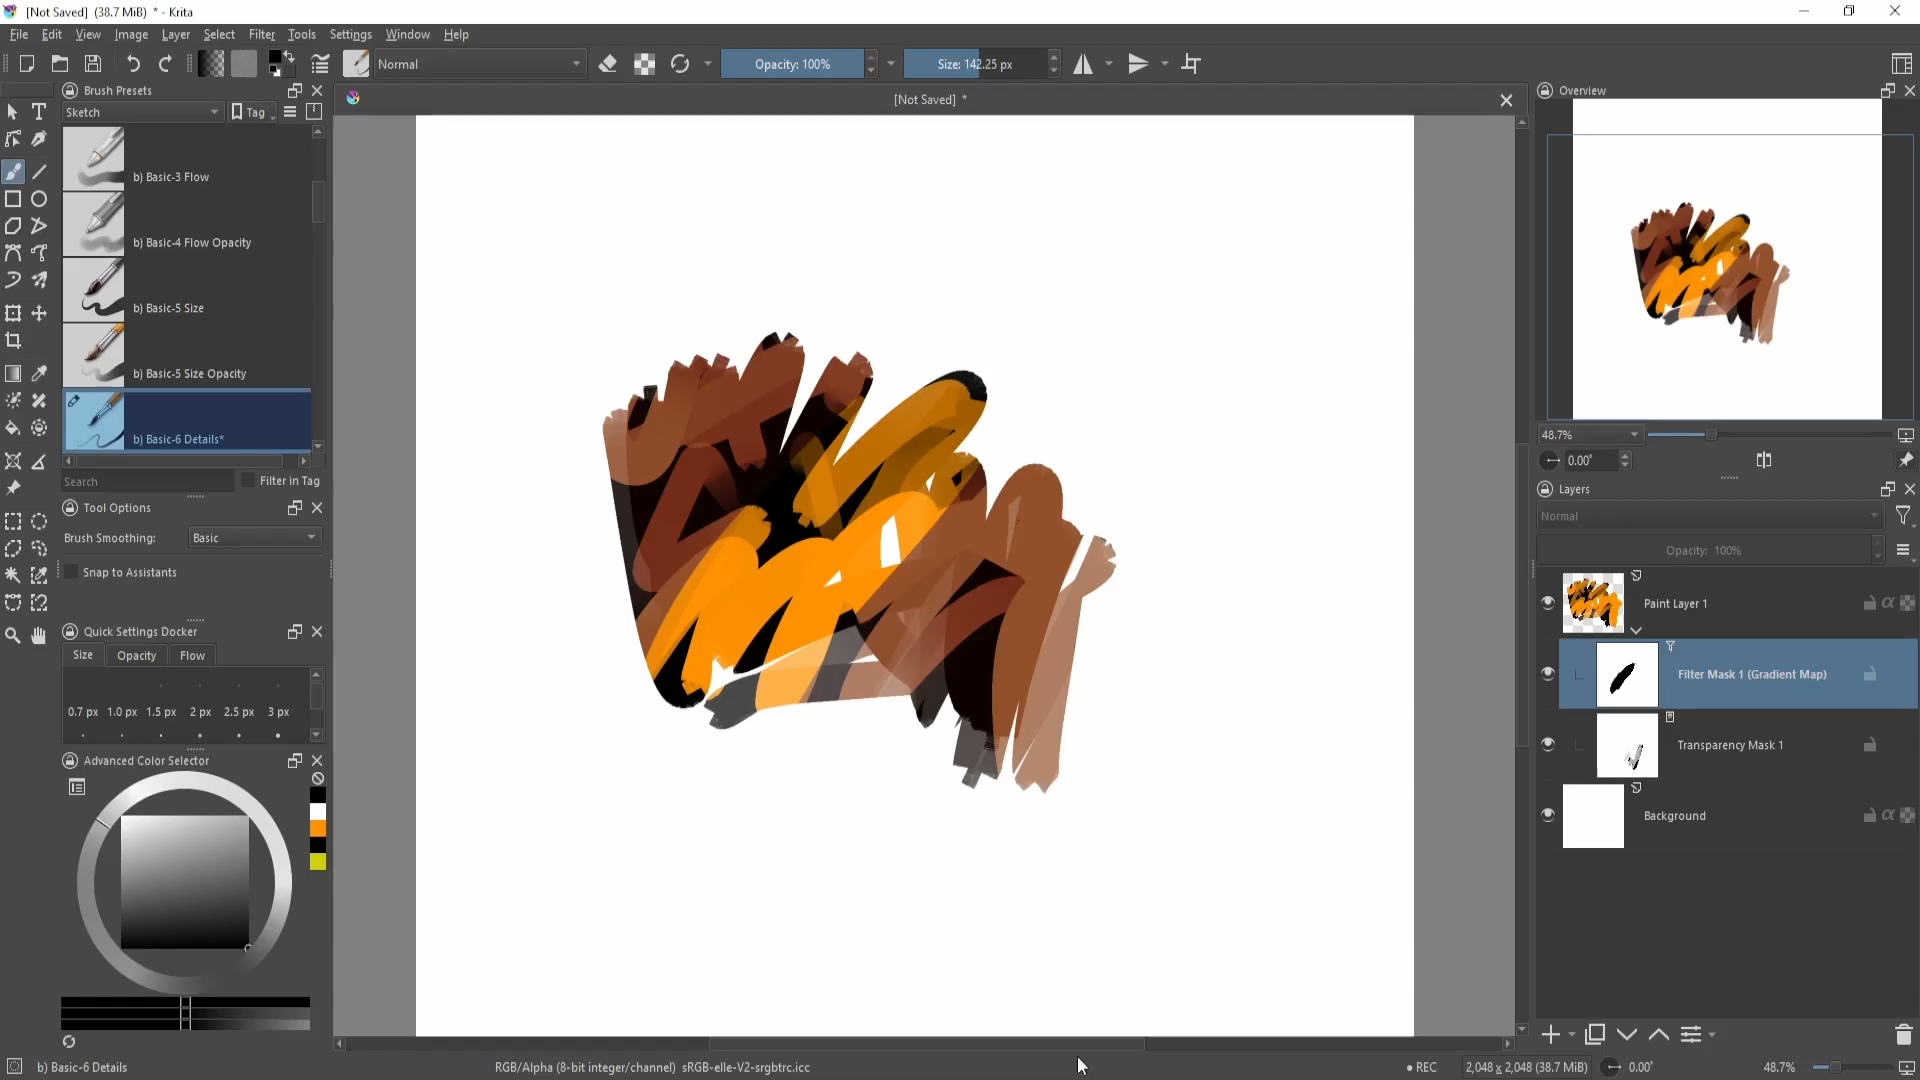 [Not Saved] (38.7 MiB) * - Krita
File Edit View Image Layer Select Filter Tools Settings Window Help
Normal Opacity: 100% Size: 142.25 px
Brush Presets
[Not Saved] *
Overview
Sketch Tag
b) Basic-3 Flow
b) Basic-4 Flow Opacity
b) Basic-5 Size
b) Basic-5 Size Opacity
b) Basic-6 Details*
Search Filter in Tag
Tool Options
Brush Smoothing: Basic
Snap to Assistants
Quick Settings Docker
Size Opacity Flow
0.7 px 1.0 px 1.5 px 2 px 2.5 px 3 px
Advanced Color Selector
48.7%
0.00°
Layers
Normal
Opacity: 100%
Paint Layer 1
Filter Mask 1 (Gradient Map)
Transparency Mask 1
Background
b) Basic-6 Details
RGB/Alpha (8-bit integer/channel) sRGB-elle-V2-srgbtrc.icc
REC
2,048 x 2,048 (38.7 MiB)
0.00°
48.7%